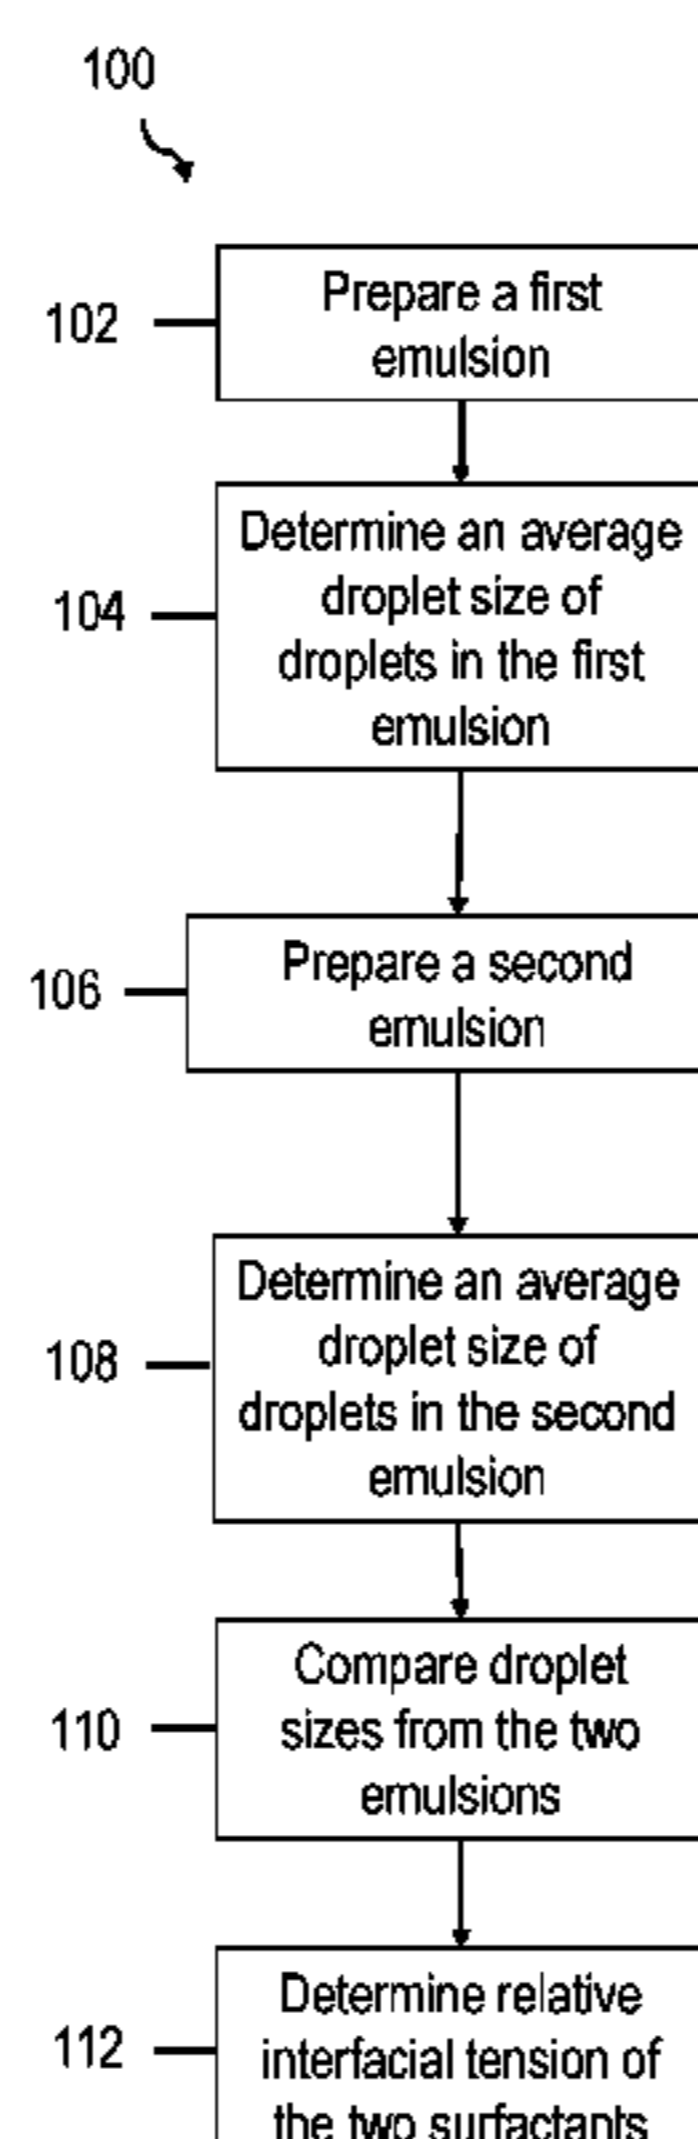 100
102
Prepare a first
emulsion
104
Determine an average
droplet size of
droplets in the first
emulsion
106
Prepare a second
emulsion
108
Determine an average
droplet size of
droplets in the second
emulsion
110
Compare droplet
sizes from the two
emulsions
112
Determine relative
interfacial tension of
the two surfactants